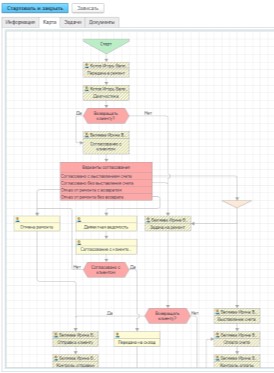 Стартовать и закрыть
Записать
Информация Карта Задачи Документы
Старт
Котов Игорь Вале...
Передача в ремонт
Котов Игорь Вале...
Диагностика
Возвращать
клиенту?
Да
Нет
Беляева Ирина В...
Согласование с
клиентом
Варианты согласования
Согласовано с выставлением счета
Согласовано без выставления счета
Отказ от ремонта с возвратом
Отказ от ремонта без возврата
Отмена ремонта
Дефектная ведомость
Беляева Ирина В...
Задача на ремонт
Согласование с клиенто...
Согласовано с
клиентом?
Нет
Да
Возвращать
клиенту?
Да
Нет
Беляева Ирина В...
Выставление счета
Беляева Ирина В...
Отправка клиенту
Передача на склад
Беляева Ирина В...
Оплата счета
Беляева Ирина В...
Контроль отправки
Беляева Ирина В...
Контроль оплаты